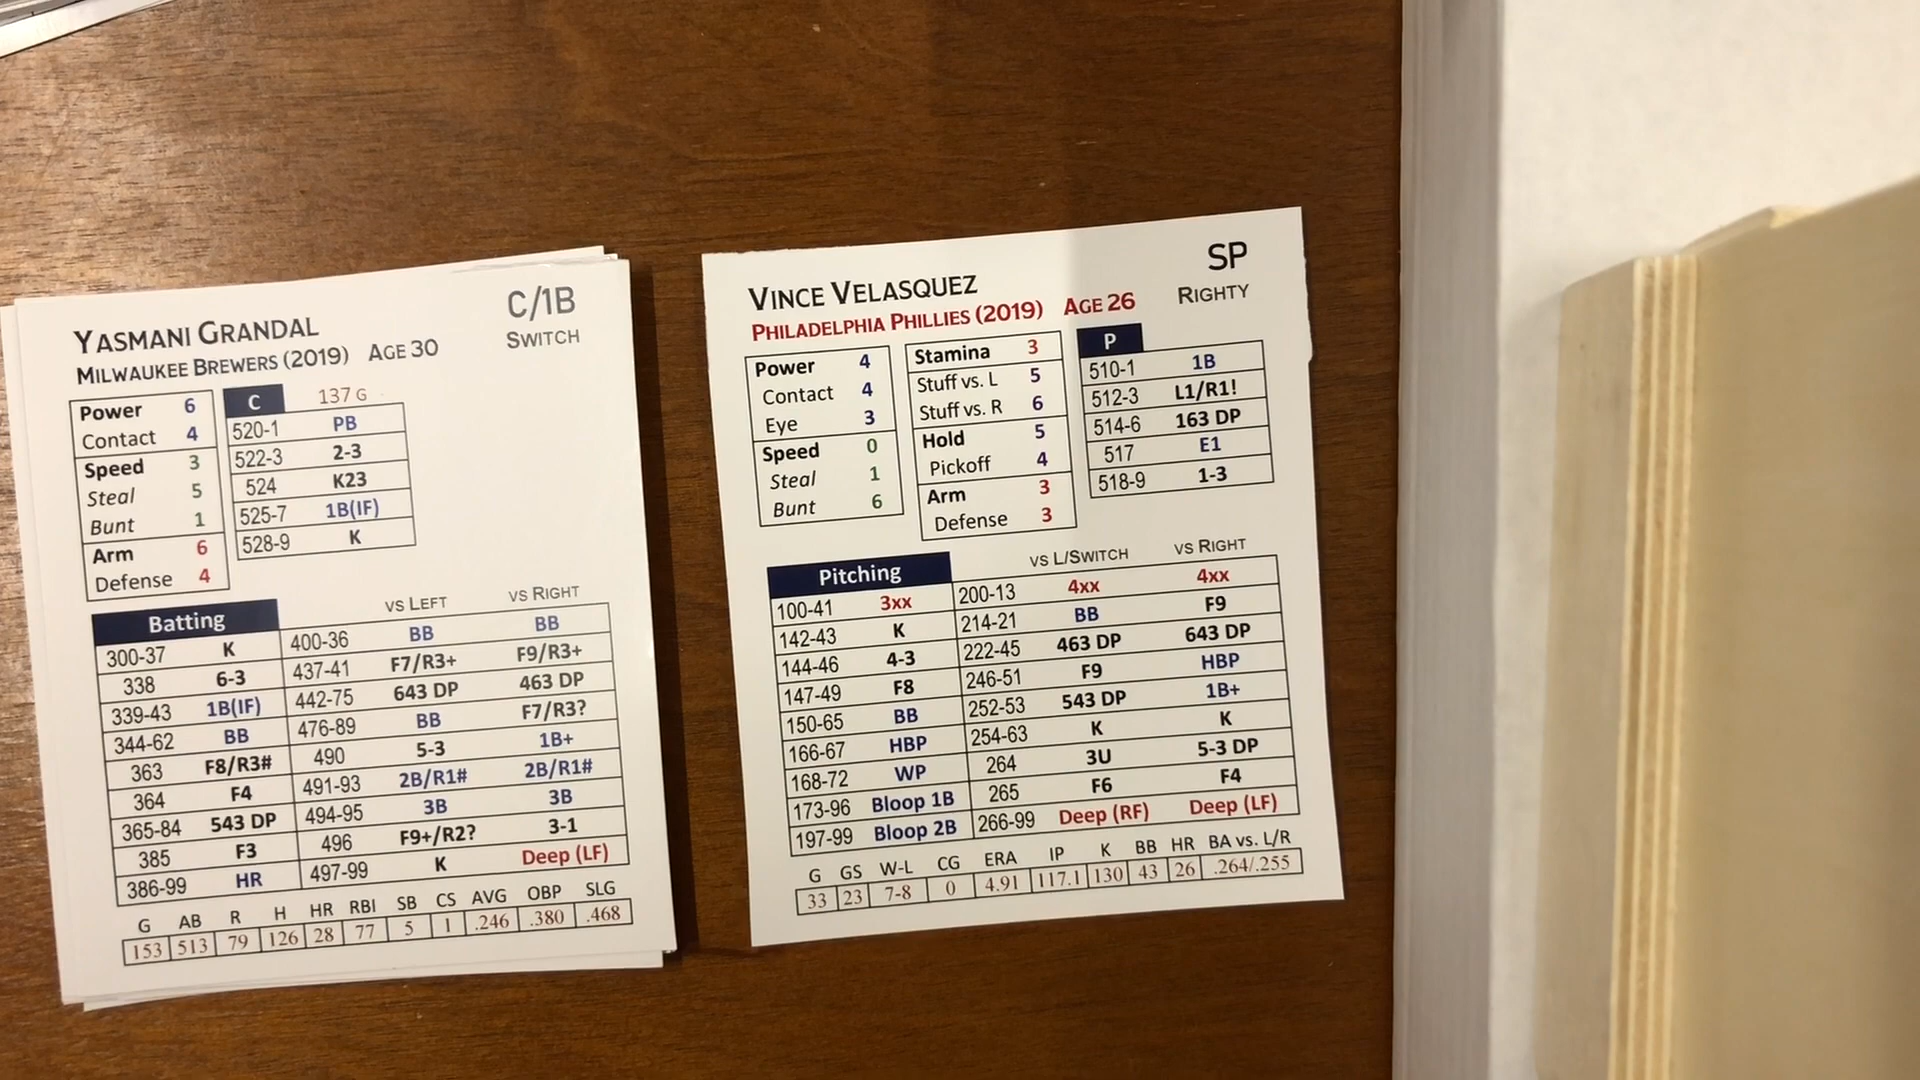 YASMANI GRANDAL
C/1B
MILWAUKEE BREWERS (2019) AGE 30
SWITCH
Power 6
Contact 4
Speed 3
Steal 5
Bunt 1
Arm 6
Defense 4
C 137 G
520-1 PB
522-3 2-3
524 K23
525-7 1B(IF)
528-9 K
Batting
300-37 K
338 6-3
339-43 1B(IF)
344-62 BB
363 F8/R3#
364 F4
365-84 543 DP
385 F3
386-99 HR
VS LEFT VS RIGHT
400-36 BB BB
437-41 F7/R3+ F9/R3+
442-75 643 DP 463 DP
476-89 BB F7/R3?
490 5-3 1B+
491-93 2B/R1# 2B/R1#
494-95 3B 3B
496 F9+/R2? 3-1
497-99 K Deep (LF)
G AB R H HR RBI SB CS AVG OBP SLG
153 513 79 126 28 77 5 1 .246 .380 .468
VINCE VELASQUEZ
SP
PHILADELPHIA PHILLIES (2019) AGE 26
RIGHTY
Power 4
Contact 4
Eye 3
Speed 0
Steal 1
Bunt 6
Stamina 3
Stuff vs. L 5
Stuff vs. R 6
Hold 5
Pickoff 4
Arm 3
Defense 3
P
510-1 1B
512-3 L1/R1!
514-6 163 DP
517 E1
518-9 1-3
Pitching
100-41 3xx
142-43 K
144-46 4-3
147-49 F8
150-65 BB
166-67 HBP
168-72 WP
173-96 Bloop 1B
197-99 Bloop 2B
VS L/SWITCH VS RIGHT
200-13 4xx 4xx
214-21 BB F9
222-45 463 DP 643 DP
246-51 F9 HBP
252-53 543 DP 1B+
254-63 K K
264 3U 5-3 DP
265 F6 F4
266-99 Deep (RF) Deep (LF)
G GS W-L CG ERA IP K BB HR BA vs. L/R
33 23 7-8 0 4.91 117.1 130 43 26 .264/.255